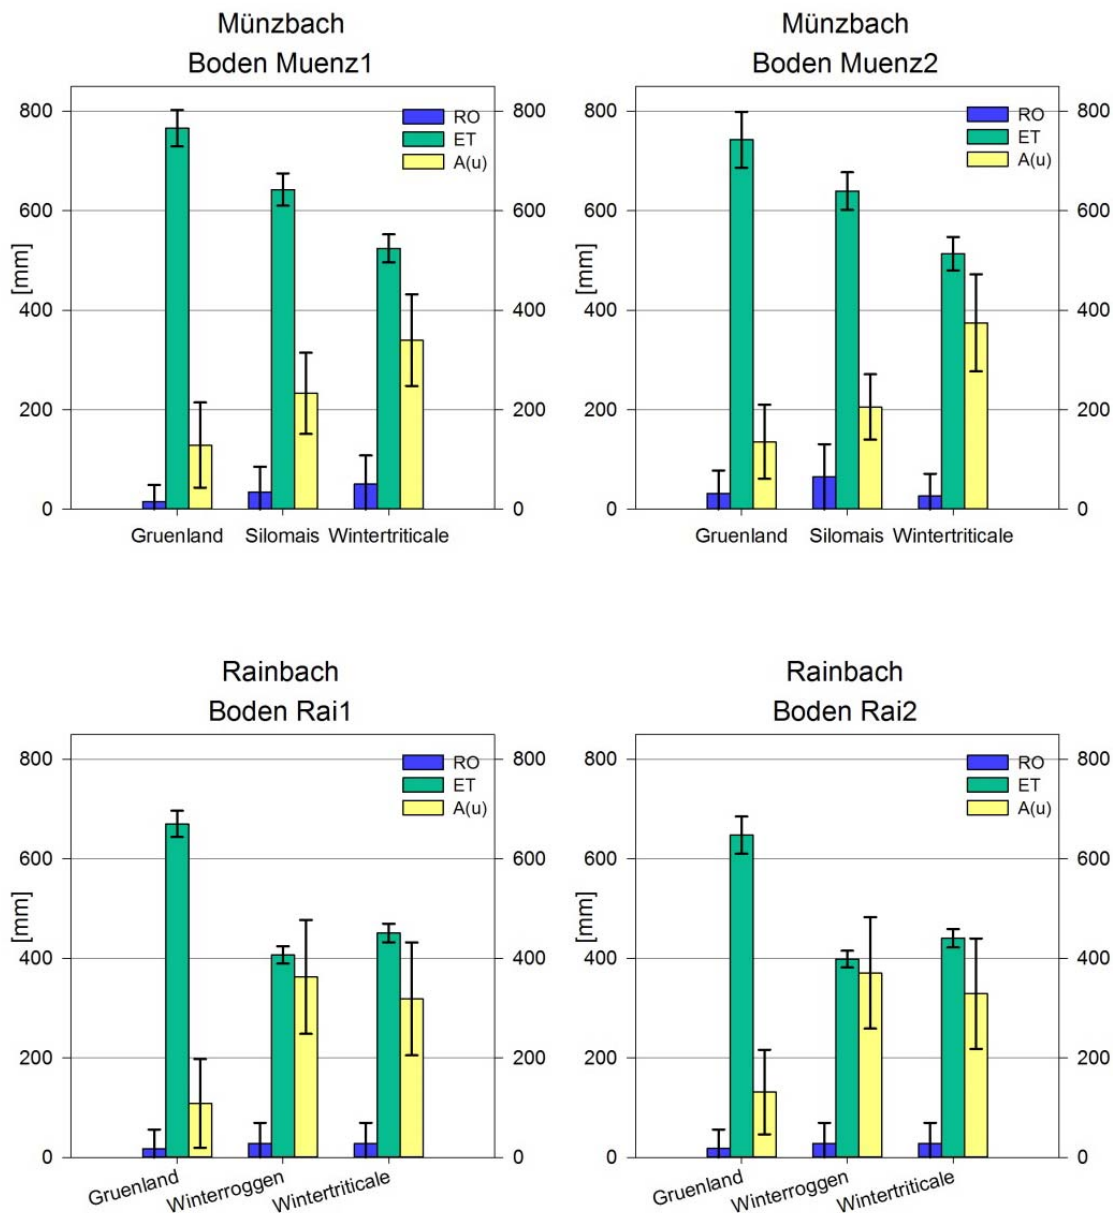 Münzbach
Boden Muenz1
800
600
400
200
0
[mm]
RO
ET
A(u)
800
600
400
200
0
Gruenland Silomais Wintertriticale
Münzbach
Boden Muenz2
800
600
400
200
0
[mm]
RO
ET
A(u)
800
600
400
200
0
Gruenland Silomais Wintertriticale
Rainbach
Boden Rai1
800
600
400
200
0
[mm]
RO
ET
A(u)
800
600
400
200
0
Gruenland Winterroggen Wintertriticale
Rainbach
Boden Rai2
800
600
400
200
0
[mm]
RO
ET
A(u)
800
600
400
200
0
Gruenland Winterroggen Wintertriticale